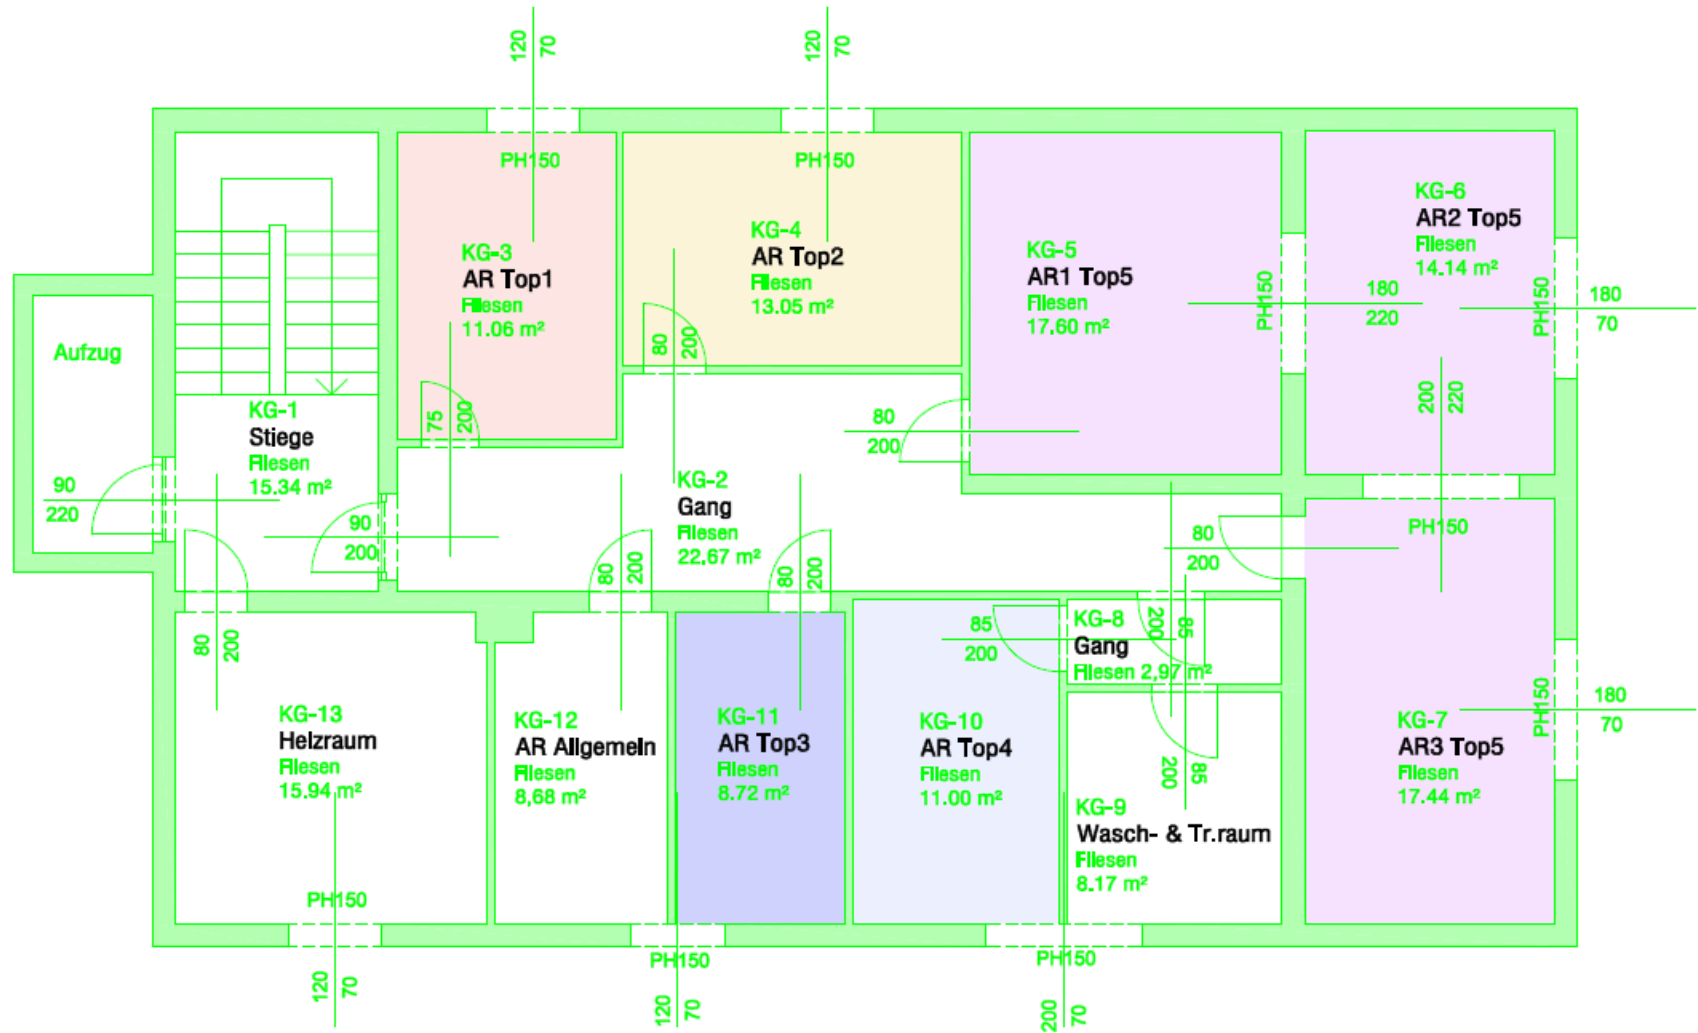 120
70
120
70
PH150
PH150
KG-3
AR Top1
Fliesen
11.06 m²
KG-4
AR Top2
Fliesen
13.05 m²
KG-5
AR1 Top5
Fliesen
17.60 m²
KG-6
AR2 Top5
Fliesen
14.14 m²
PH150
180
220
PH150
180
70
Aufzug
80
200
75
200
200
220
KG-1
Stiege
Fliesen
15.34 m²
80
200
90
220
90
200
KG-2
Gang
Fliesen
22.67 m²
PH150
80
200
80
200
80
200
80
200
85
200
KG-8
Gang
Fliesen 2,97 m²
200
85
KG-13
Heizraum
Fliesen
15.94 m²
KG-12
AR Allgemein
Fliesen
8,68 m²
KG-11
AR Top3
Fliesen
8.72 m²
KG-10
AR Top4
Fliesen
11.00 m²
200
85
KG-9
Wasch- & Tr.raum
Fliesen
8.17 m²
KG-7
AR3 Top5
Fliesen
17.44 m²
PH150
180
70
PH150
PH150
PH150
120
70
120
70
200
70